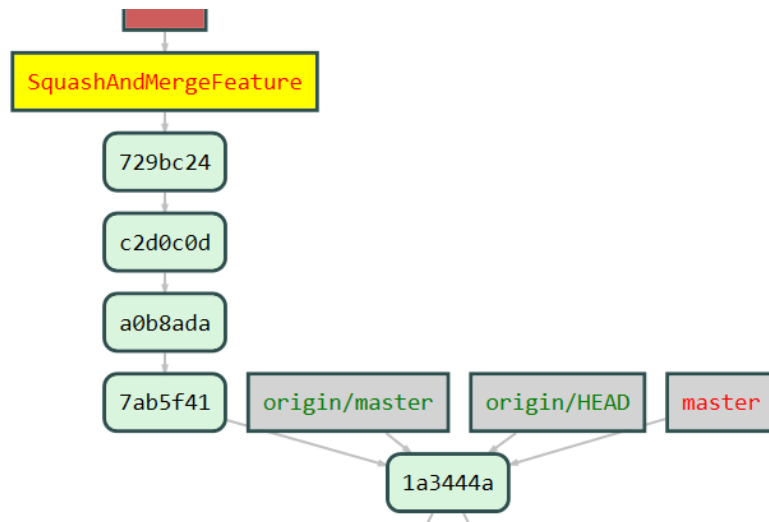 SquashAndMergeFeature
729bc24
c2d0c0d
a0b8ada
7ab5f41
origin/master
origin/HEAD
master
1a3444a